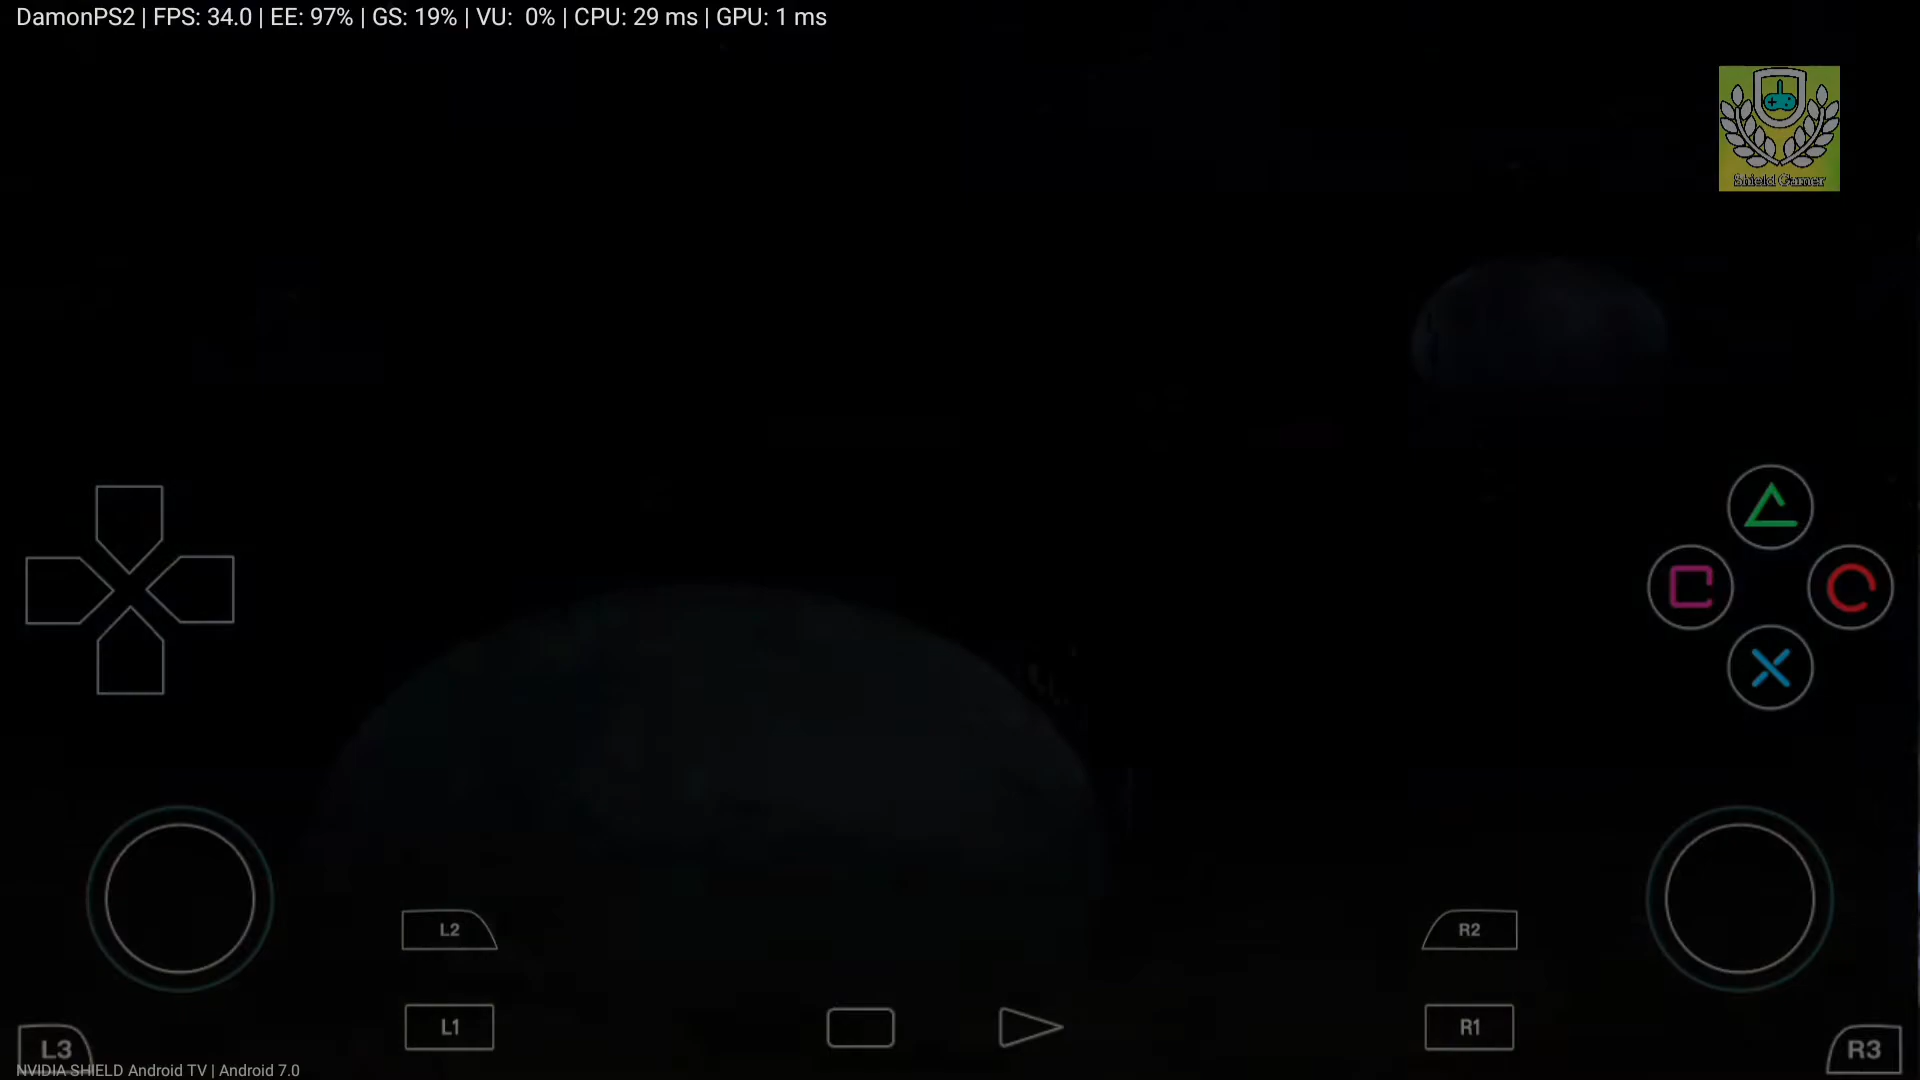 DamonPS2 | FPS: 34.0 | EE: 97% | GS: 19% | VU:  0% | CPU: 29 ms | GPU: 1 ms
Shield Gamer
L2
R2
L1
R1
L3
R3
NVIDIA SHIELD Android TV | Android 7.0